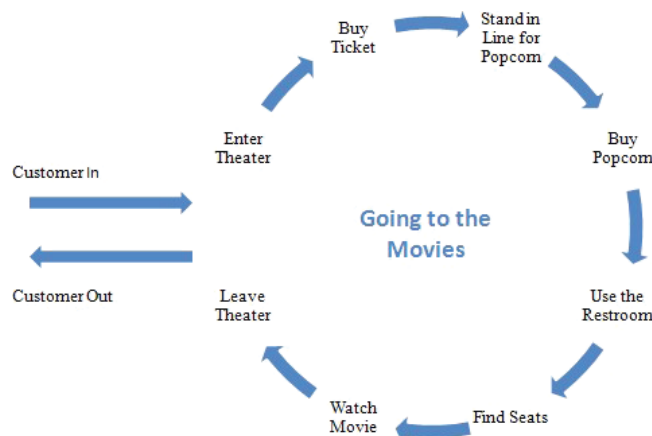 Buy
Ticket
Stand in
Line for
Popcorn
Enter
Theater
Buy
Popcorn
Customer In
Going to the
Movies
Customer Out
Leave
Theater
Use the
Restroom
Watch
Movie
Find Seats